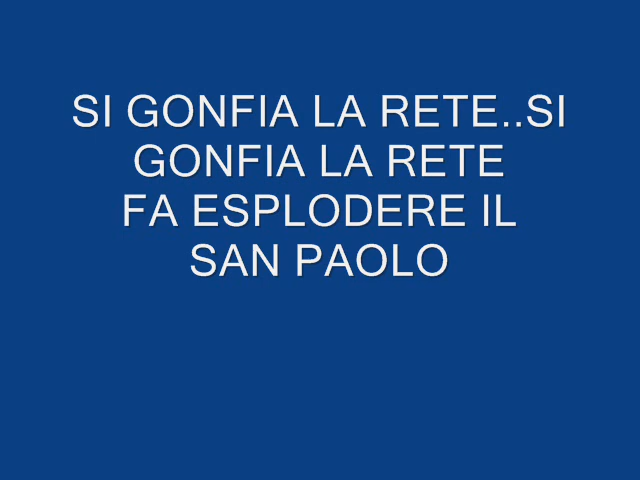 SI GONFIA LA RETE..SI
GONFIA LA RETE
FA ESPLODERE IL
SAN PAOLO